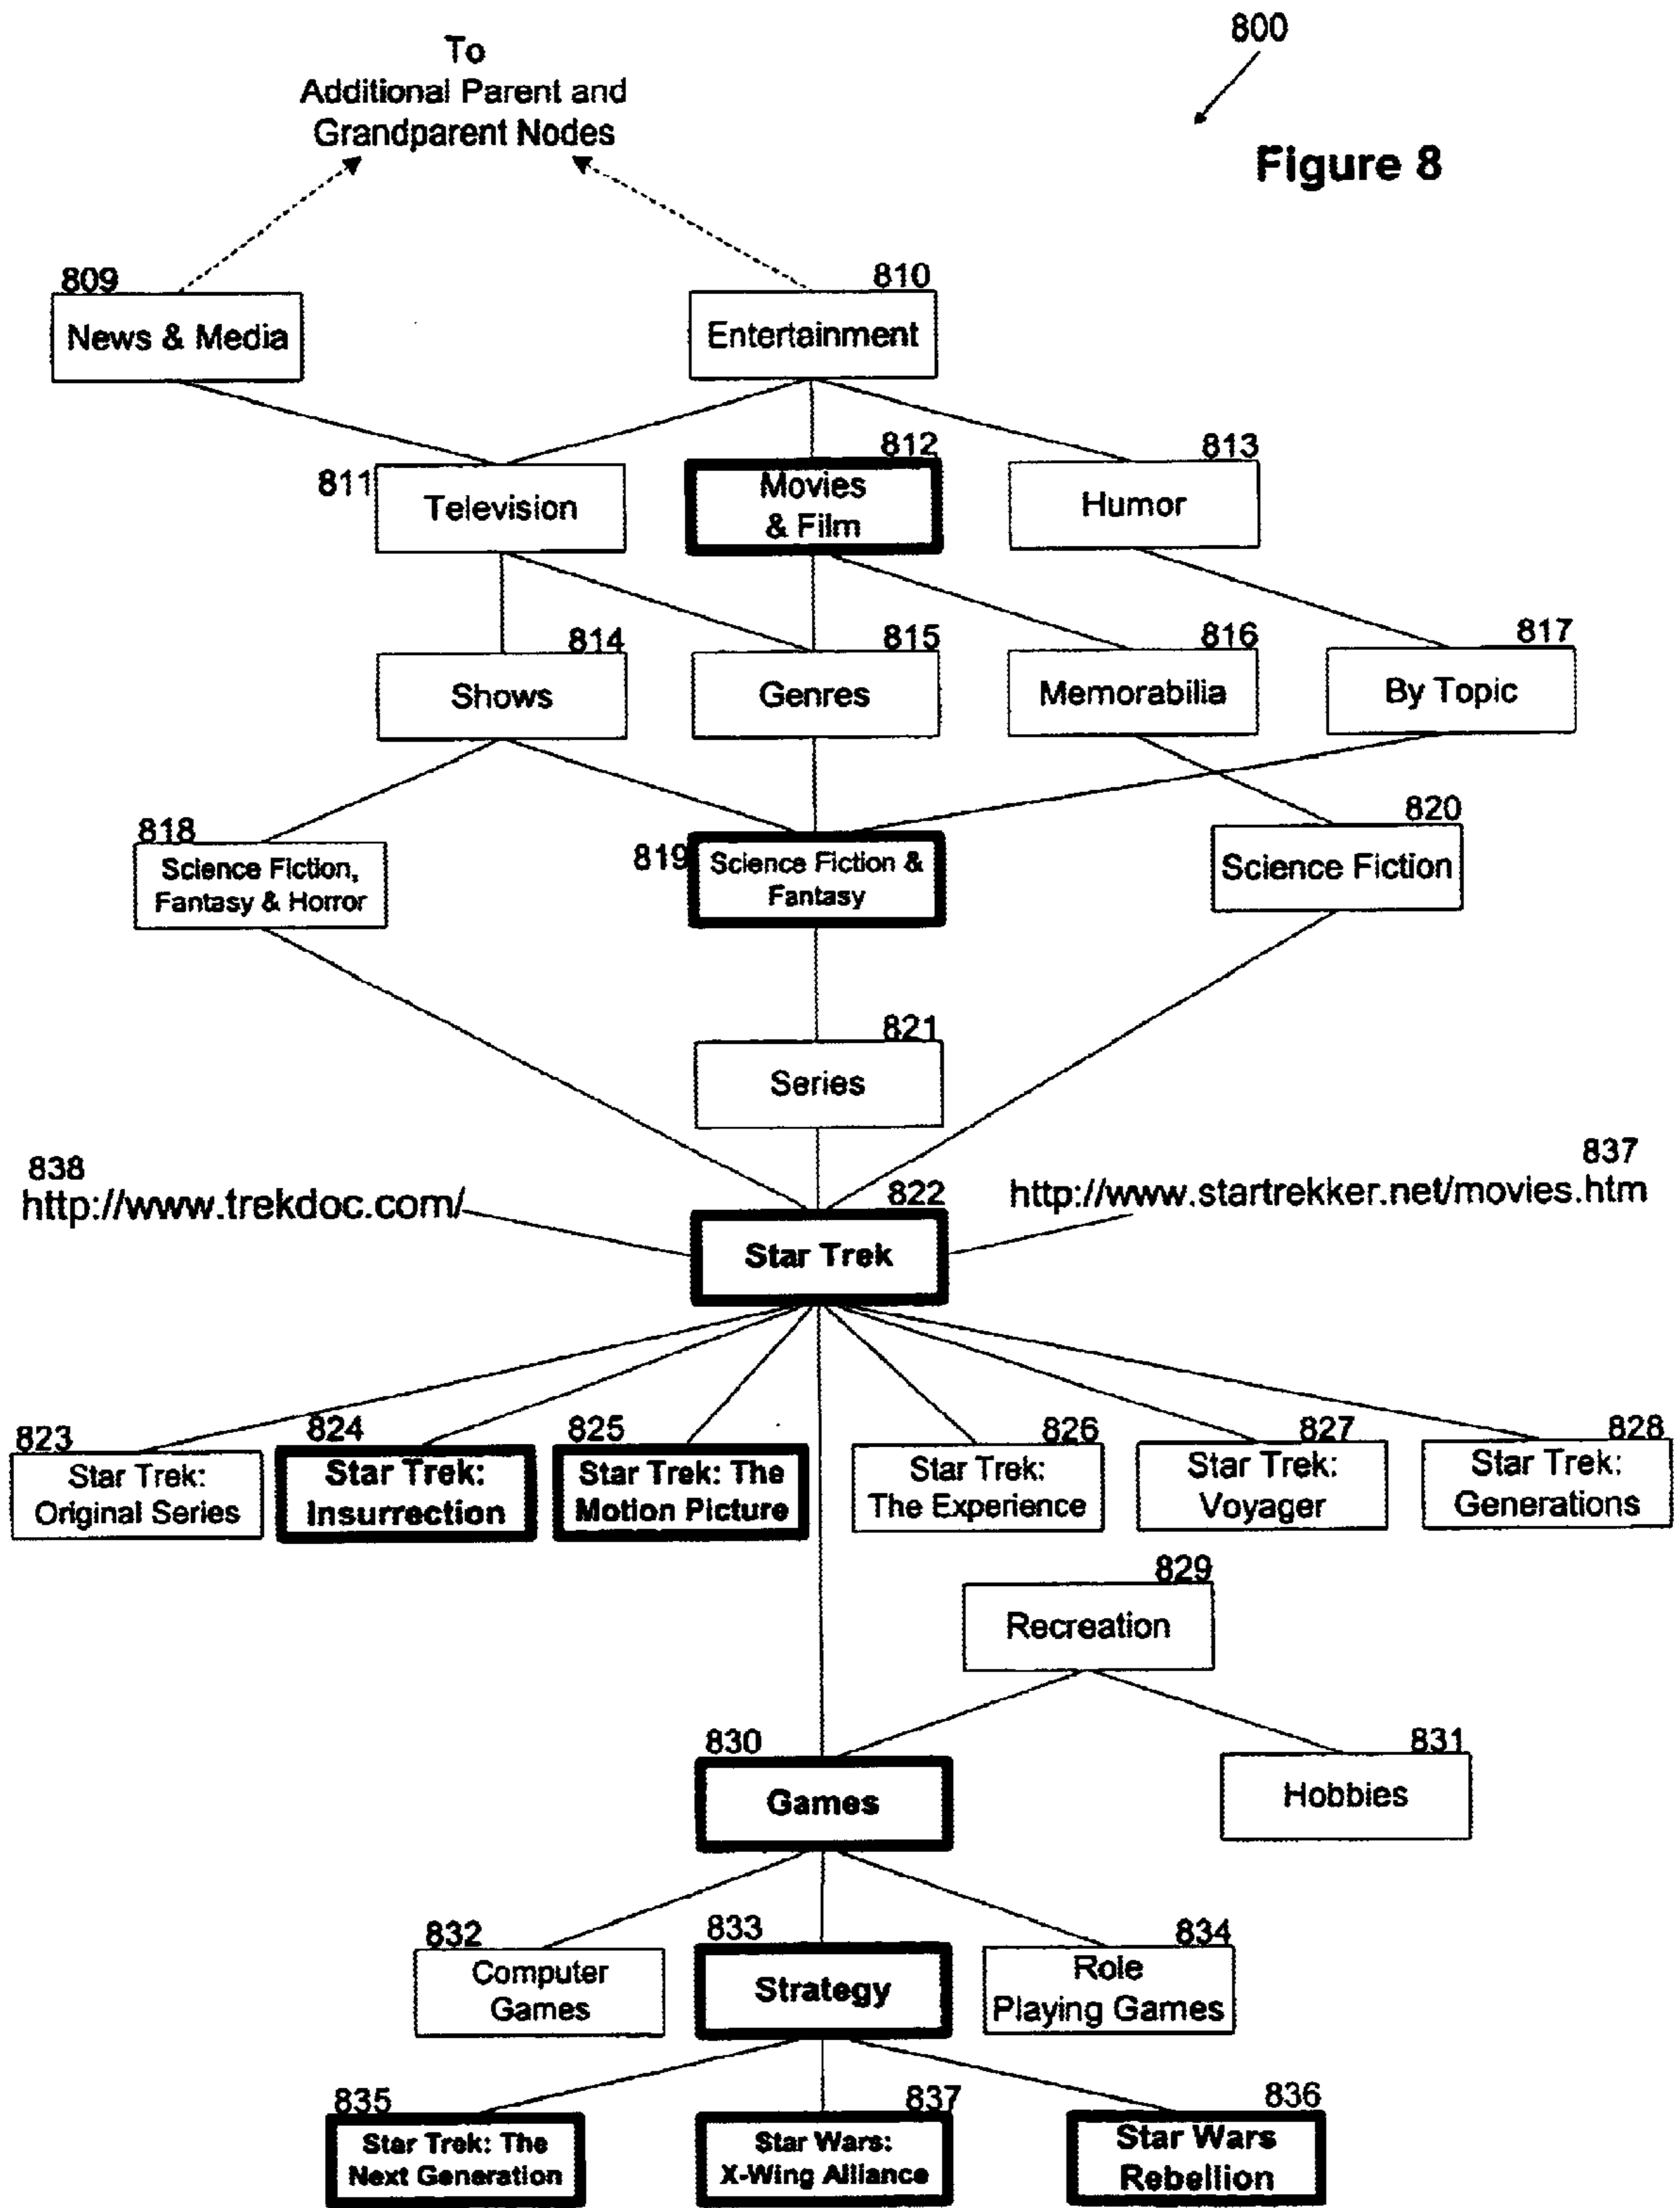 800
To
Additional Parent and
Grandparent Nodes
Figure 8
809
News & Media
810
Entertainment
811
Television
812
Movies
& Film
813
Humor
814
Shows
815
Genres
816
Memorabilia
817
By Topic
818
Science Fiction,
Fantasy & Horror
819
Science Fiction &
Fantasy
820
Science Fiction
821
Series
838
http://www.trekdoc.com/
837
http://www.startrekker.net/movies.htm
822
Star Trek
823
Star Trek:
Original Series
824
Star Trek:
Insurrection
825
Star Trek: The
Motion Picture
826
Star Trek:
The Experience
827
Star Trek:
Voyager
828
Star Trek:
Generations
829
Recreation
830
Games
831
Hobbies
832
Computer
Games
833
Strategy
834
Role
Playing Games
835
Star Trek: The
Next Generation
837
Star Wars:
X-Wing Alliance
836
Star Wars
Rebellion